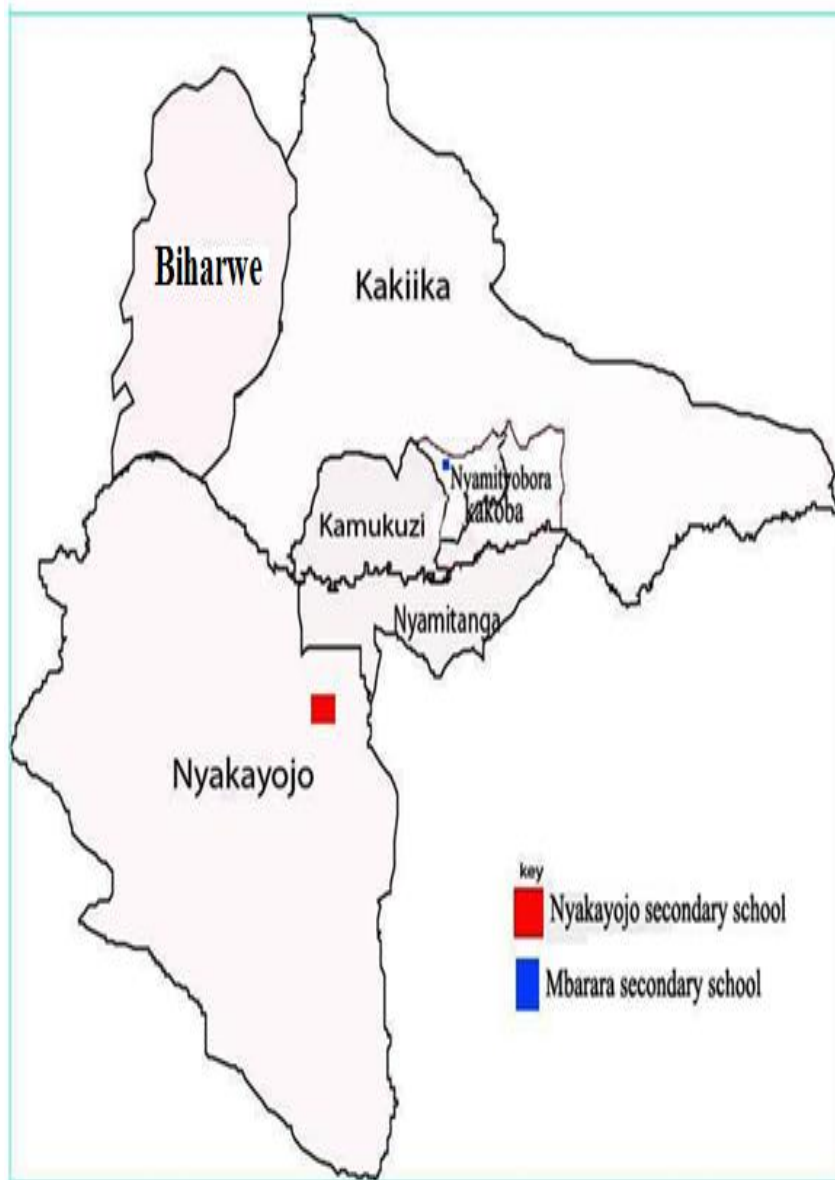 Biharwe
Kakiika
Nyamityobora
kakoba
Kamukuzi
Nyamitanga
Nyakayojo
key
Nyakayojo secondary school
Mbarara secondary school